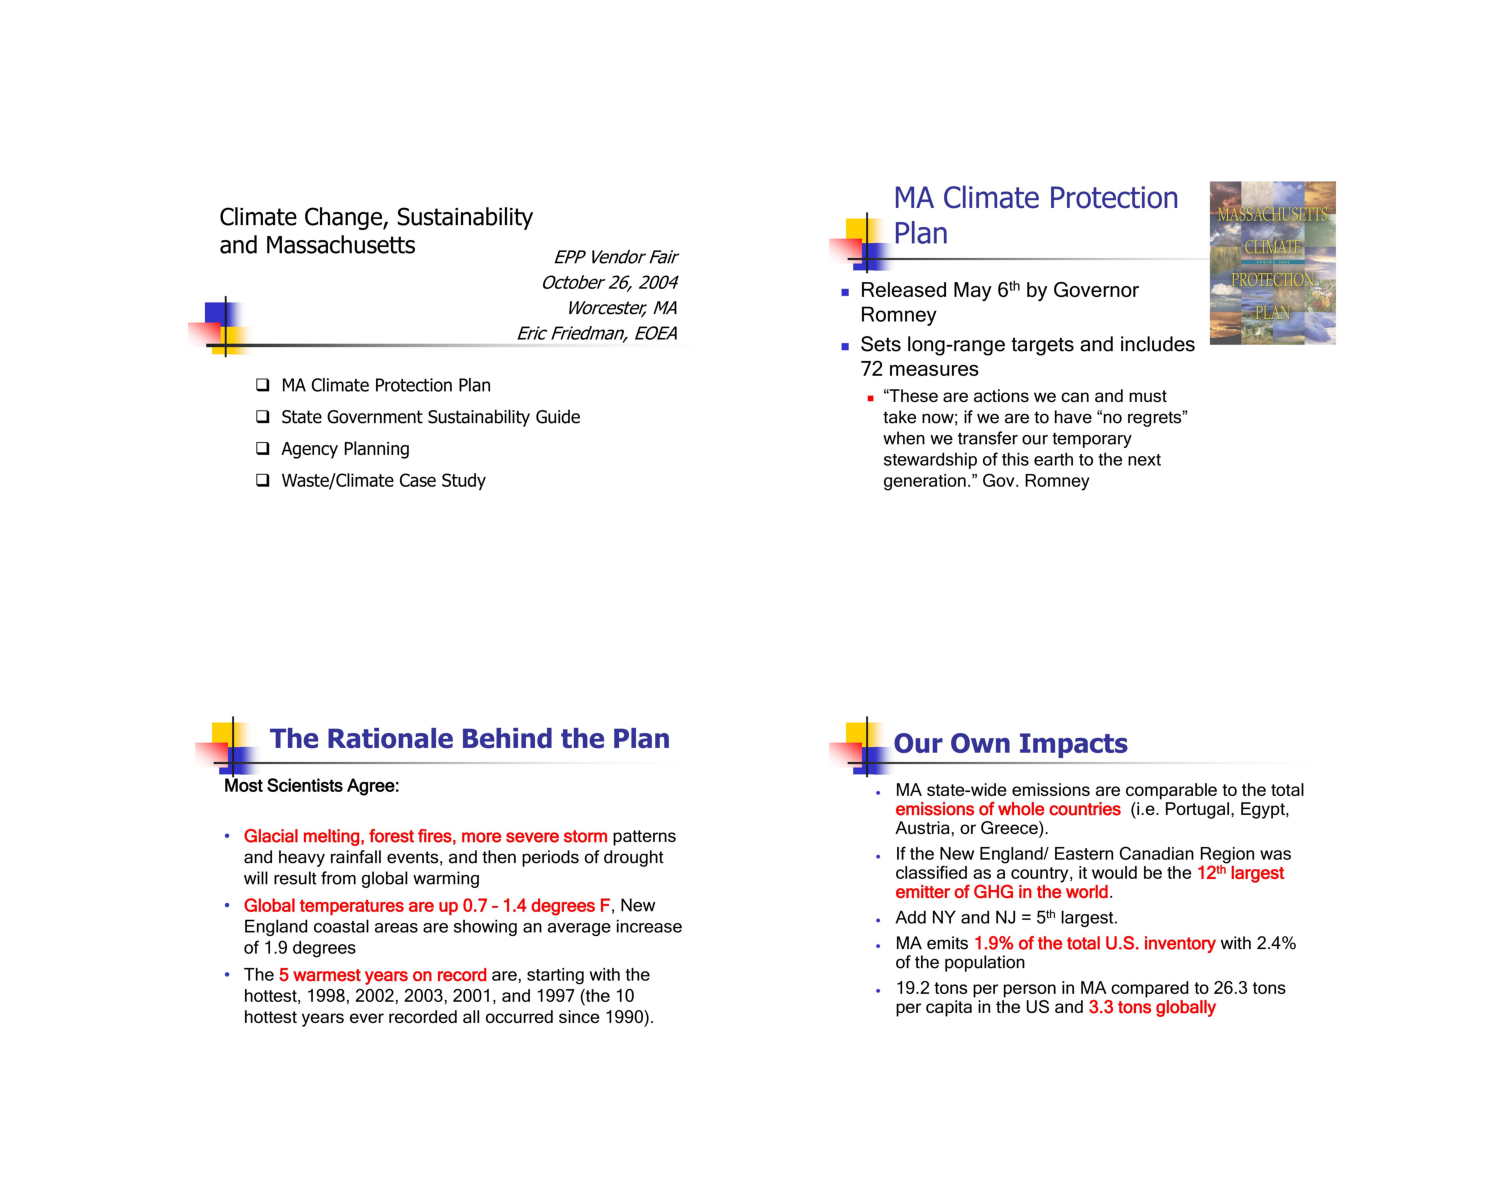 Climate Change, Sustainability
and Massachusetts
EPP Vendor Fair
October 26, 2004
Worcester, MA
Eric Friedman, EOEA
❑ MA Climate Protection Plan
❑ State Government Sustainability Guide
❑ Agency Planning
❑ Waste/Climate Case Study
MA Climate Protection
Plan
MASSACHUSETTS
CLIMATE
PROTECTION
PLAN
■ Released May 6th by Governor
Romney
■ Sets long-range targets and includes
72 measures
■ “These are actions we can and must
take now; if we are to have “no regrets”
when we transfer our temporary
stewardship of this earth to the next
generation.” Gov. Romney
The Rationale Behind the Plan
Most Scientists Agree:
• Glacial melting, forest fires, more severe storm patterns
and heavy rainfall events, and then periods of drought
will result from global warming
• Global temperatures are up 0.7 – 1.4 degrees F, New
England coastal areas are showing an average increase
of 1.9 degrees
• The 5 warmest years on record are, starting with the
hottest, 1998, 2002, 2003, 2001, and 1997 (the 10
hottest years ever recorded all occurred since 1990).
Our Own Impacts
• MA state-wide emissions are comparable to the total
emissions of whole countries (i.e. Portugal, Egypt,
Austria, or Greece).
• If the New England/ Eastern Canadian Region was
classified as a country, it would be the 12th largest
emitter of GHG in the world.
• Add NY and NJ = 5th largest.
• MA emits 1.9% of the total U.S. inventory with 2.4%
of the population
• 19.2 tons per person in MA compared to 26.3 tons
per capita in the US and 3.3 tons globally